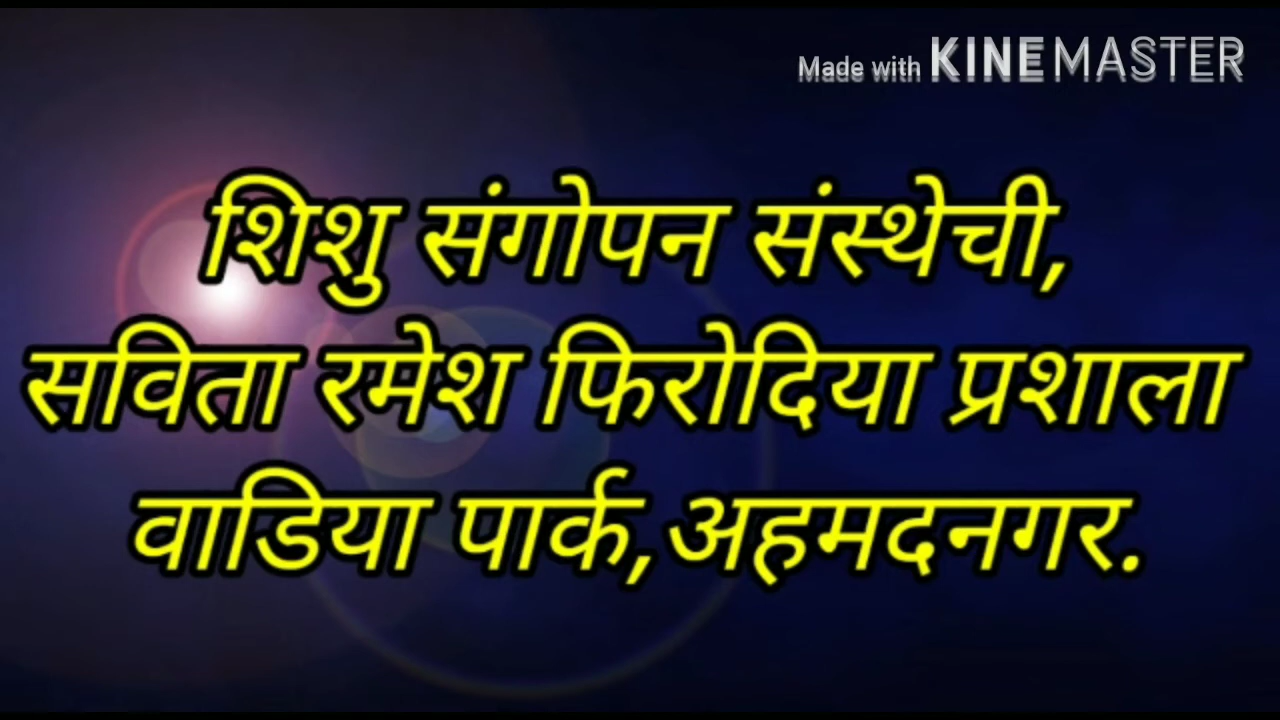 Made with KINEMASTER
शिशु संगोपन संस्थेची,
सविता रमेश फिरोदिया प्रशाला
वाडिया पार्क,अहमदनगर.